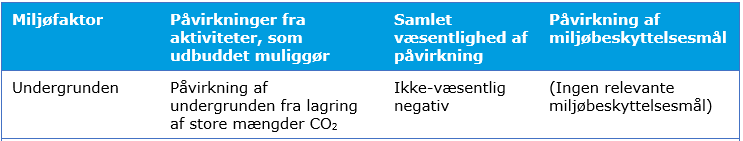 Miljøfaktor
Påvirkninger fra
aktiviteter, som
udbuddet muliggør
Samlet
væsentlighed af
påvirkning
Påvirkning af
miljøbeskyttelsesmål
Undergrunden
Påvirkning af
undergrunden fra lagring
af store mængder CO₂
Ikke-væsentlig
negativ
(Ingen relevante
miljøbeskyttelsesmål)